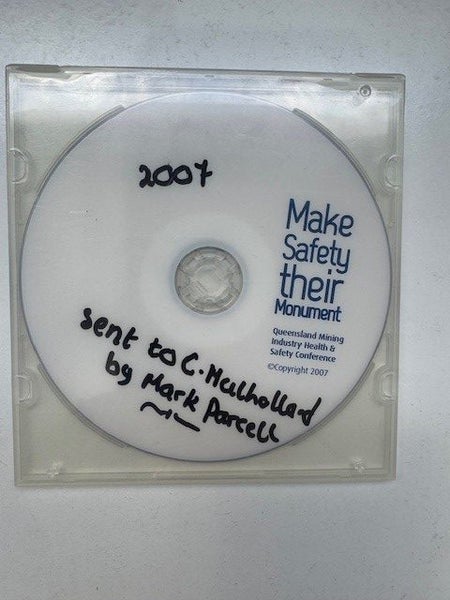 2007
Make
Safety
their
Monument
Queensland Mining
Industry Health &
Safety Conference
©Copyright 2007
sent to C. Mulholland
by Mark Parcell